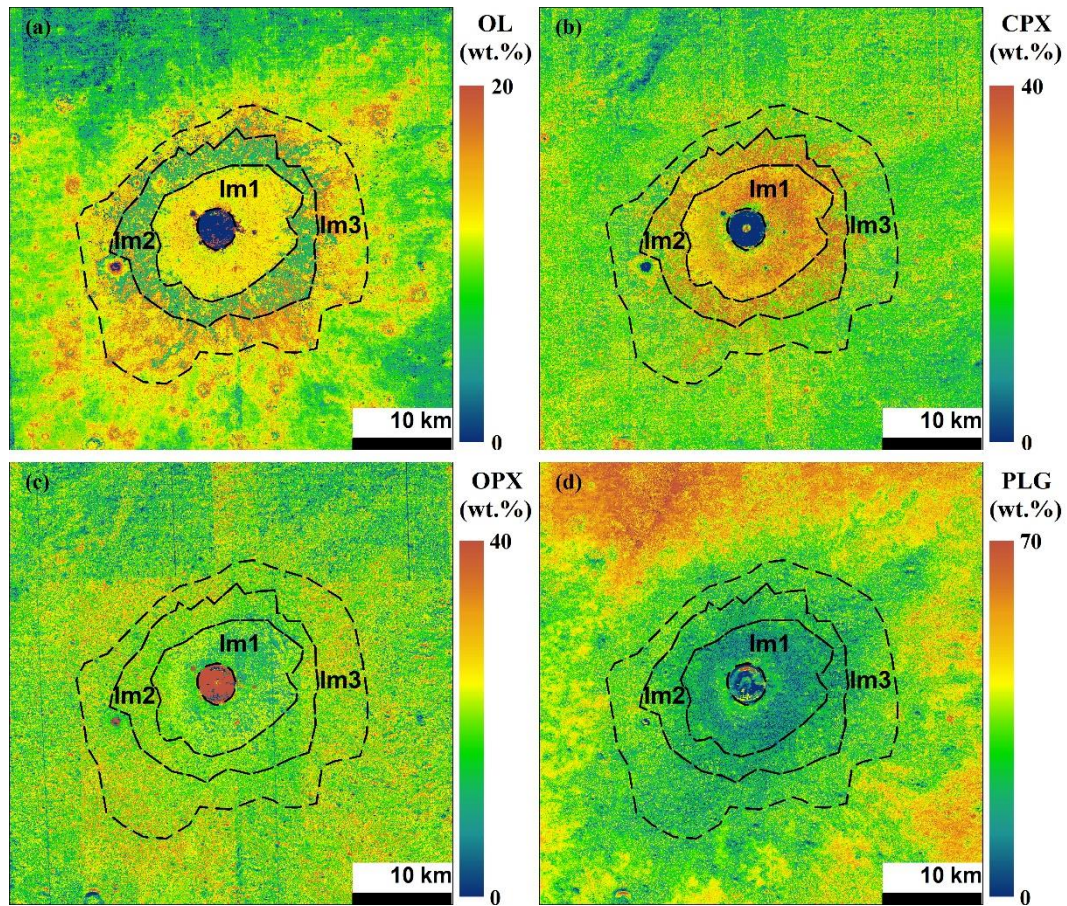 (a)
OL
(wt.%)
20
0
Im1
Im2
Im3
10 km
(b)
CPX
(wt.%)
40
0
Im1
Im2
Im3
10 km
(c)
OPX
(wt.%)
40
0
Im1
Im2
Im3
10 km
(d)
PLG
(wt.%)
70
0
Im1
Im2
Im3
10 km